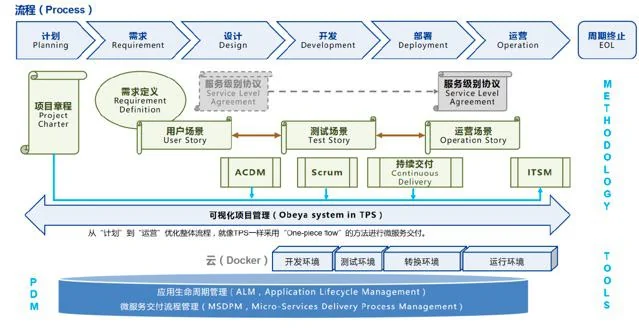 流程（Process）
计划
Planning
需求
Requirement
设计
Design
开发
Development
部署
Deployment
运营
Operation
周期终止
EOL
项目章程
Project
Charter
需求定义
Requirement
Definition
服务级别协议
Service Level
Agreement
服务级别协议
Service Level
Agreement
用户场景
User Story
测试场景
Test Story
运营场景
Operation Story
ACDM
Scrum
持续交付
Continuous
Delivery
ITSM
METHODOLOGY
可视化项目管理（Obeya system in TPS）
从“计划”到“运营”优化整体流程，就像TPS一样采用“One-piece flow”的方法进行微服务交付。
云（Docker）
开发环境
测试环境
转换环境
运行环境
PDM
应用生命周期管理（ALM，Application Lifecycle Management）
微服务交付流程管理（MSDPM，Micro-Services Delivery Process Management）
TOOLS